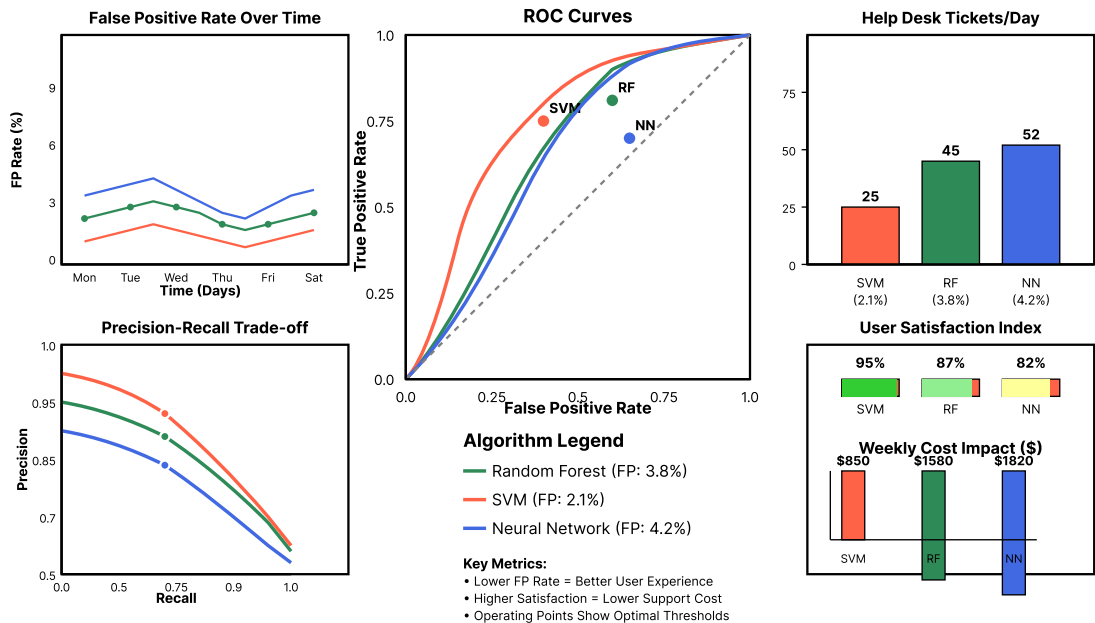 False Positive Rate Over Time
FP Rate (%)
9
6
3
0
Mon Tue Wed Thu Fri Sat
Time (Days)
Precision-Recall Trade-off
Precision
1.0
0.95
0.85
0.7
0.5
0.0 0.5 0.75 0.9 1.0
Recall
ROC Curves
True Positive Rate
1.0
0.75
0.5
0.25
0.0
SVM
RF
NN
0.0 0.25 0.5 0.75 1.0
False Positive Rate
Algorithm Legend
Random Forest (FP: 3.8%)
SVM (FP: 2.1%)
Neural Network (FP: 4.2%)
Key Metrics:
• Lower FP Rate = Better User Experience
• Higher Satisfaction = Lower Support Cost
• Operating Points Show Optimal Thresholds
Help Desk Tickets/Day
75
50
25
0
25 45 52
SVM RF NN
(2.1%) (3.8%) (4.2%)
User Satisfaction Index
95% 87% 82%
SVM RF NN
Weekly Cost Impact ($)
$850 $1580 $1820
SVM RF NN